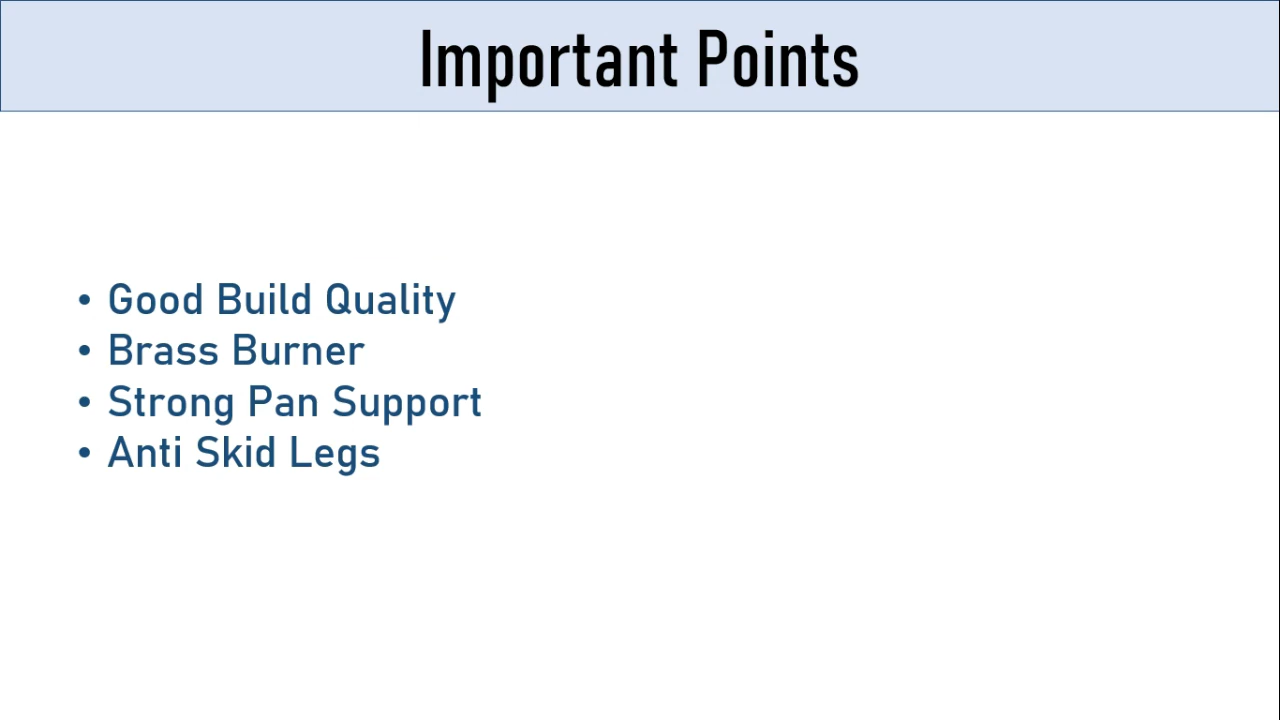 Important Points
• Good Build Quality
• Brass Burner
• Strong Pan Support
• Anti Skid Legs